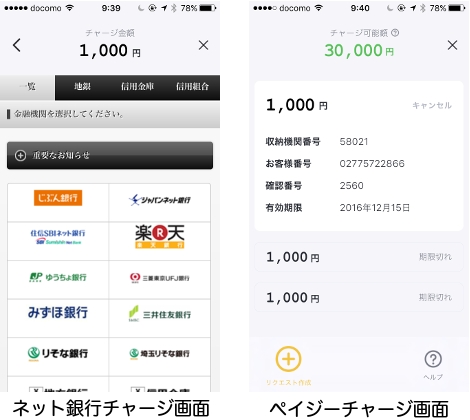 docomo 9:39 78%
チャージ金額
1,000 円
一覧 地銀 信用金庫 信用組合
金融機関を選択してください。
重要なお知らせ
じぶん銀行 ジャパンネット銀行
住信SBIネット銀行 楽天
楽天銀行
ゆうちょ銀行 三菱東京UFJ銀行
みずほ銀行 三井住友銀行
りそな銀行 埼玉りそな銀行
ネット銀行チャージ画面
docomo 9:40 78%
チャージ可能額 ?
30,000 円
1,000 円 キャンセル
収納機関番号 58021
お客様番号 02775722866
確認番号 2560
有効期限 2016年12月15日
1,000 円 期限切れ
1,000 円 期限切れ
リクエスト作成 ヘルプ
ペイジーチャージ画面